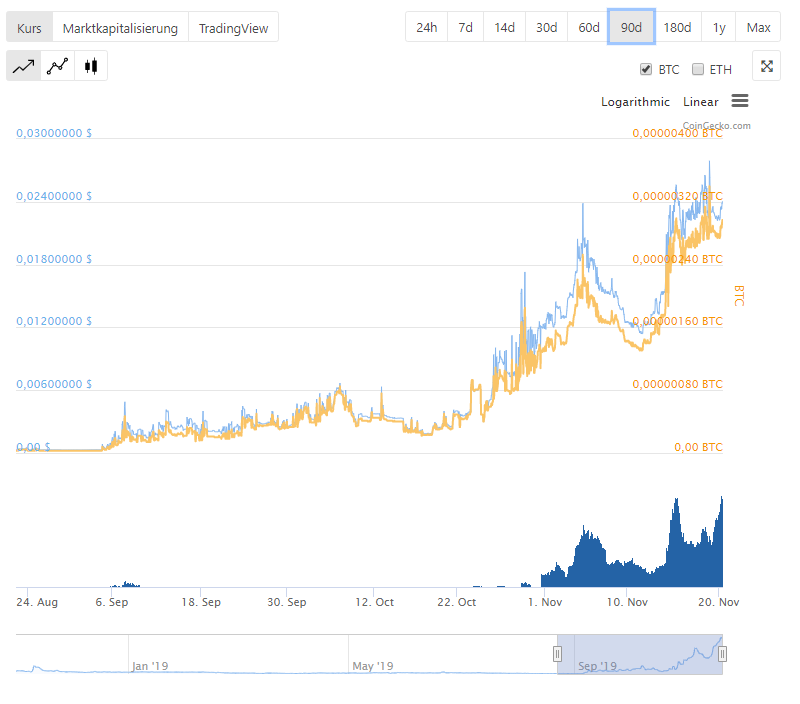 Kurs Marktkapitalisierung TradingView 24h 7d 14d 30d 60d 90d 180d 1y Max
BTC ETH
Logarithmic Linear
CoinGecko.com
0,03000000 $ 0,00000400 BTC
0,02400000 $ 0,00000320 BTC
0,01800000 $ 0,00000240 BTC
0,01200000 $ 0,00000160 BTC
0,00600000 $ 0,00000080 BTC
0,00 $ 0,00 BTC
BTC
24. Aug 6. Sep 18. Sep 30. Sep 12. Oct 22. Oct 1. Nov 10. Nov 20. Nov
Jan '19 May '19 Sep '19